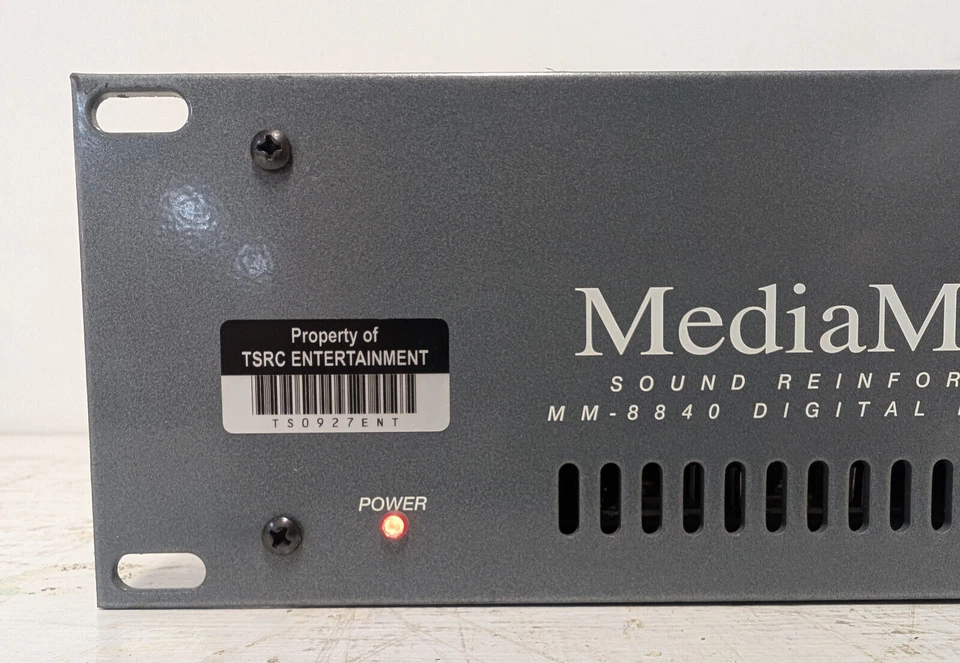 Property of
TSRC ENTERTAINMENT
TS0927ENT
POWER
MediaM
SOUND REINFOR
MM-8840 DIGITAL